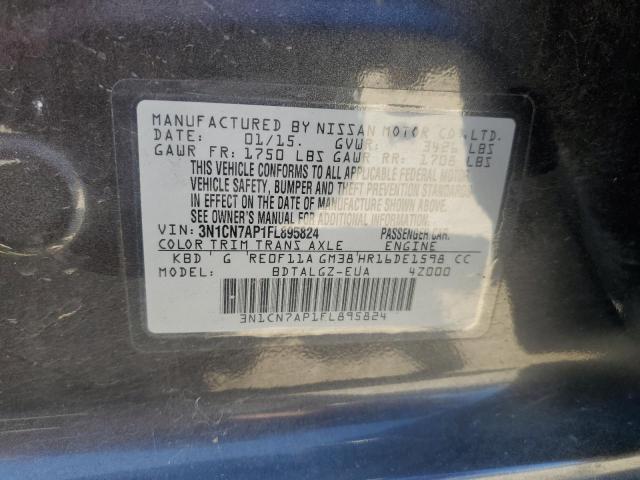 MANUFACTURED BY NISSAN MOTOR CO.,LTD.
DATE: 01/15. GVWR: 3426 LBS
GAWR FR: 1750 LBS GAWR RR: 1708 LBS
THIS VEHICLE CONFORMS TO ALL APPLICABLE FEDERAL MOTOR
VEHICLE SAFETY, BUMPER AND THEFT PREVENTION STANDARDS
IN EFFECT ON THE DATE OF MANUFACTURE SHOWN ABOVE.
SEE OWNER'S MANUAL FOR ADDITIONAL INFORMATION.
VIN: 3N1CN7AP1FL895824 PASSENGER CAR.
COLOR TRIM TRANS AXLE ENGINE
KBD G RE0F11A GM38 HR16DE1598 CC
MODEL: BDTALGZ-EUA 4Z000
3N1CN7AP1FL895824